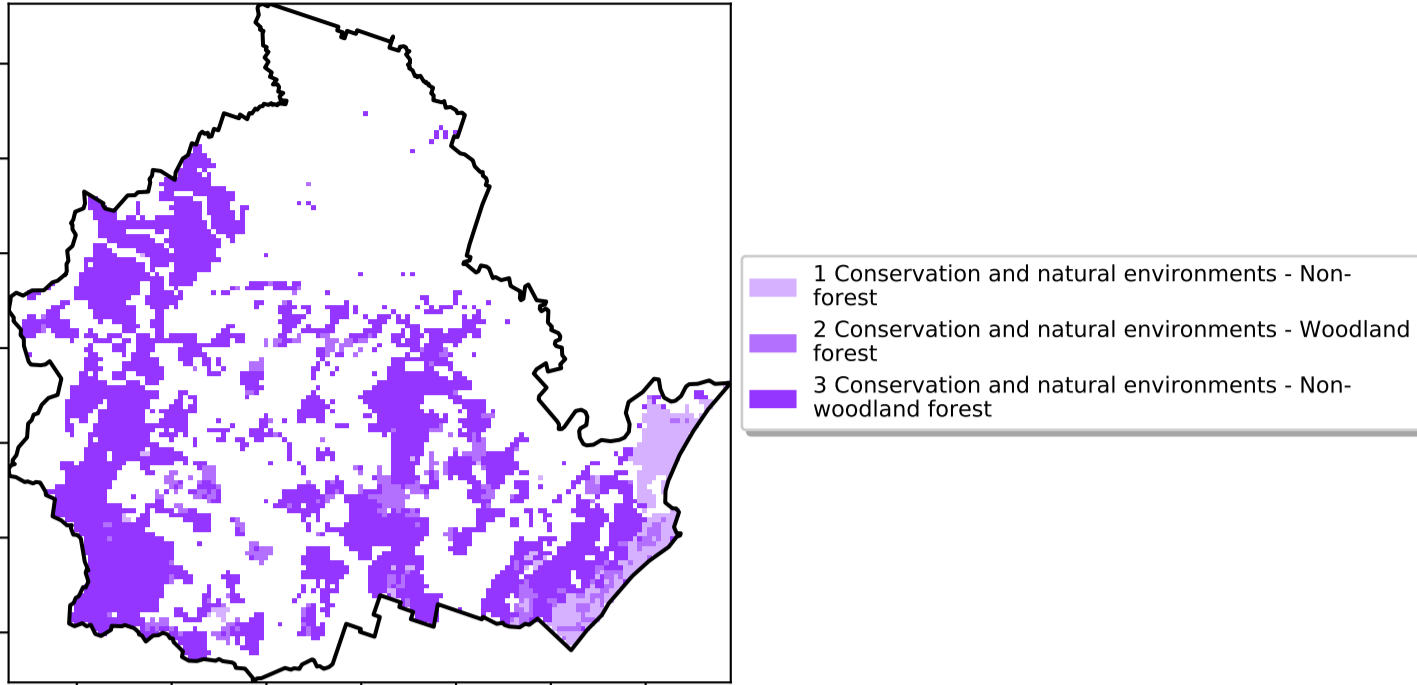 1 Conservation and natural environments - Non-
forest
2 Conservation and natural environments - Woodland
forest
3 Conservation and natural environments - Non-
woodland forest